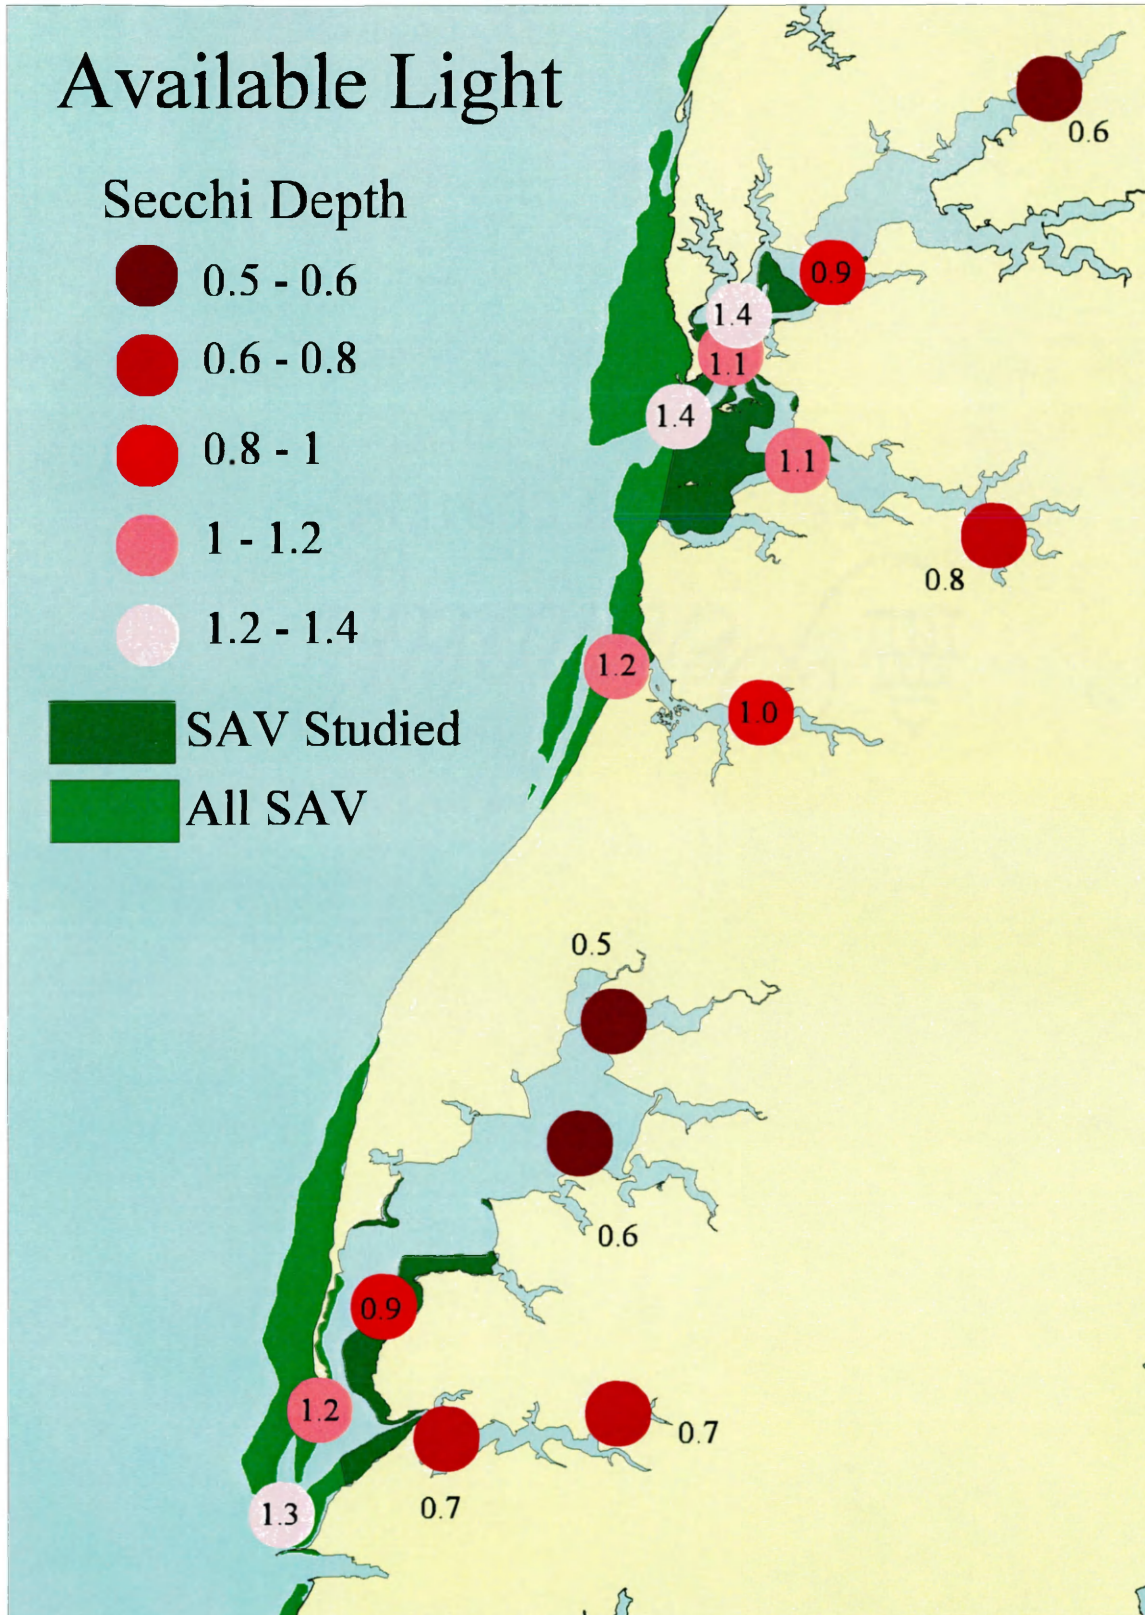 Available Light
Secchi Depth
0.5 - 0.6
0.6 - 0.8
0.8 - 1
1 - 1.2
1.2 - 1.4
SAV Studied
All SAV
0.6
0.9
1.4
1.1
1.4
1.1
0.8
1.2
1.0
0.5
0.6
0.9
1.2
0.7
0.7
1.3